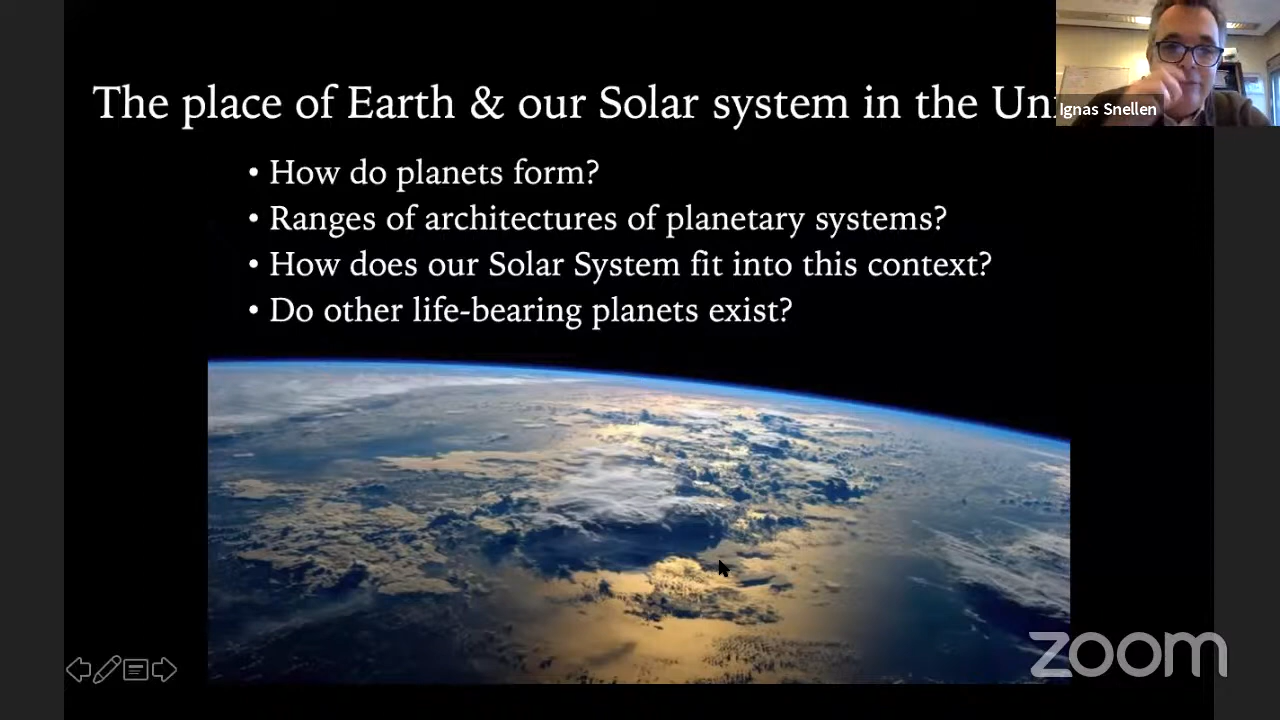 The place of Earth & our Solar system in the Un
Ignas Snellen
• How do planets form?
• Ranges of architectures of planetary systems?
• How does our Solar System fit into this context?
• Do other life-bearing planets exist?
zoom